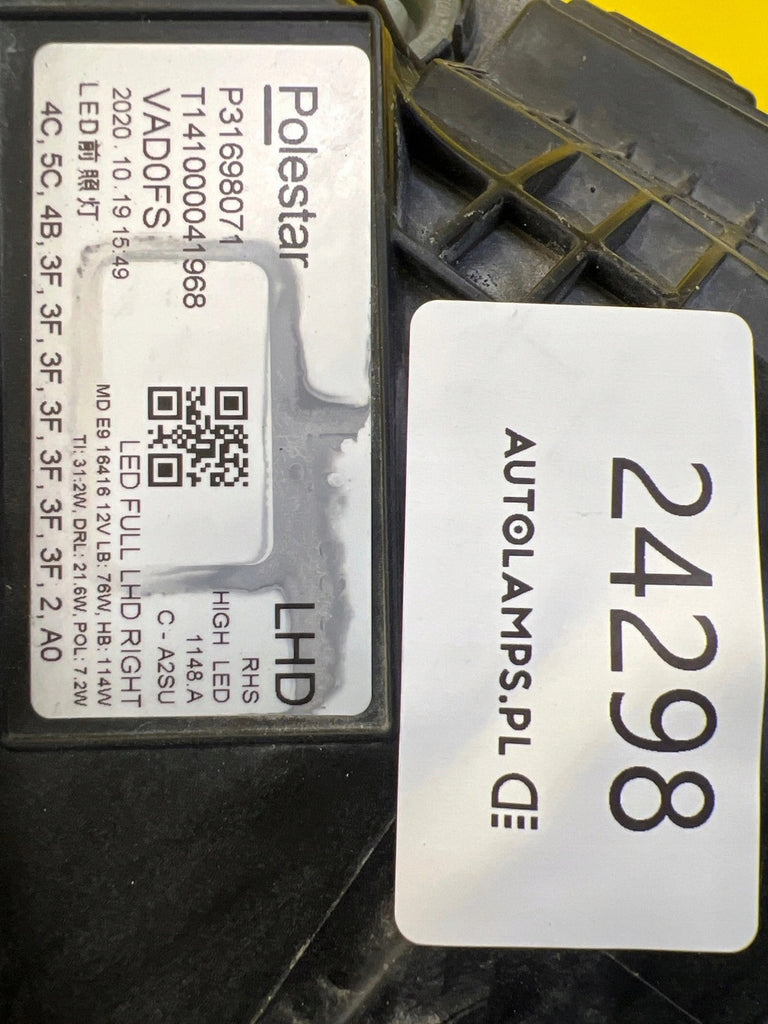 Polestar
LHD
P31698071
RHS
T141000041968
HIGH LED
1148.A
VAD0FS
C - A2SU
2020.10.19 15:49
LED FULL LHD RIGHT
LED前照灯
MD E9 16416 12V LB: 76W, HB: 114W
TI: 31.2W, DRL: 21.6W, POL: 7.2W
4C, 5C, 4B, 3F, 3F, 3F, 3F, 3F, 3F, 3F, 2, A0
24298
AUTOLAMPS.PL